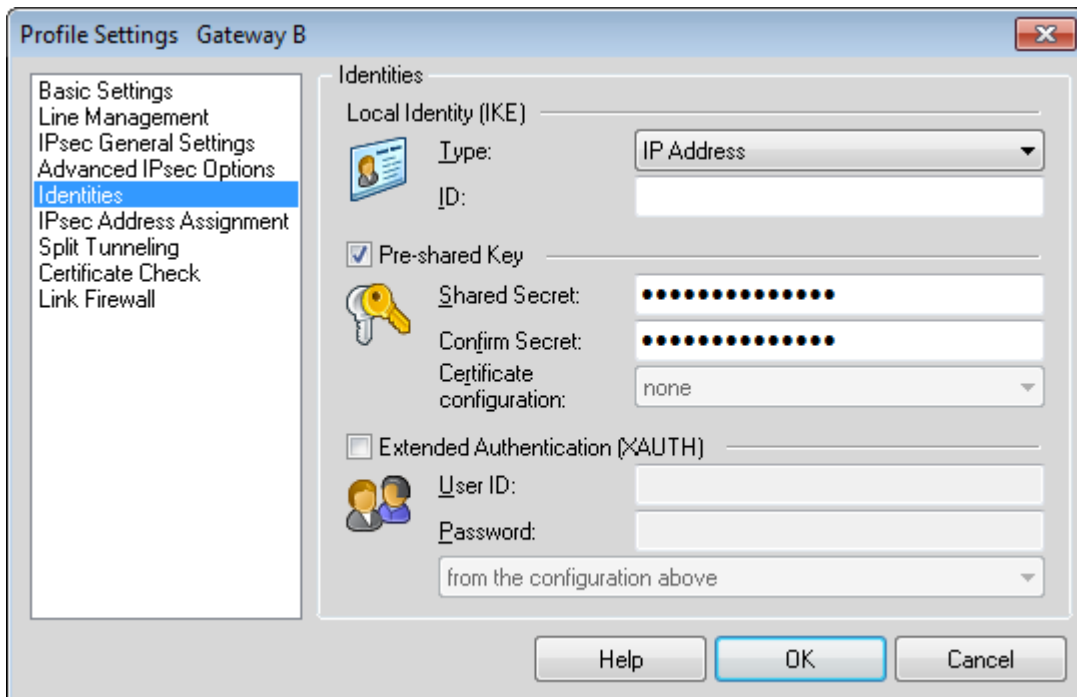 Profile Settings Gateway B
Basic Settings
Line Management
IPsec General Settings
Advanced IPsec Options
Identities
IPsec Address Assignment
Split Tunneling
Certificate Check
Link Firewall
Identities
Local Identity (IKE)
Type: IP Address
ID:
Pre-shared Key
Shared Secret: ••••••••••••••
Confirm Secret: ••••••••••••••
Certificate
configuration: none
Extended Authentication (XAUTH)
User ID:
Password:
from the configuration above
Help OK Cancel